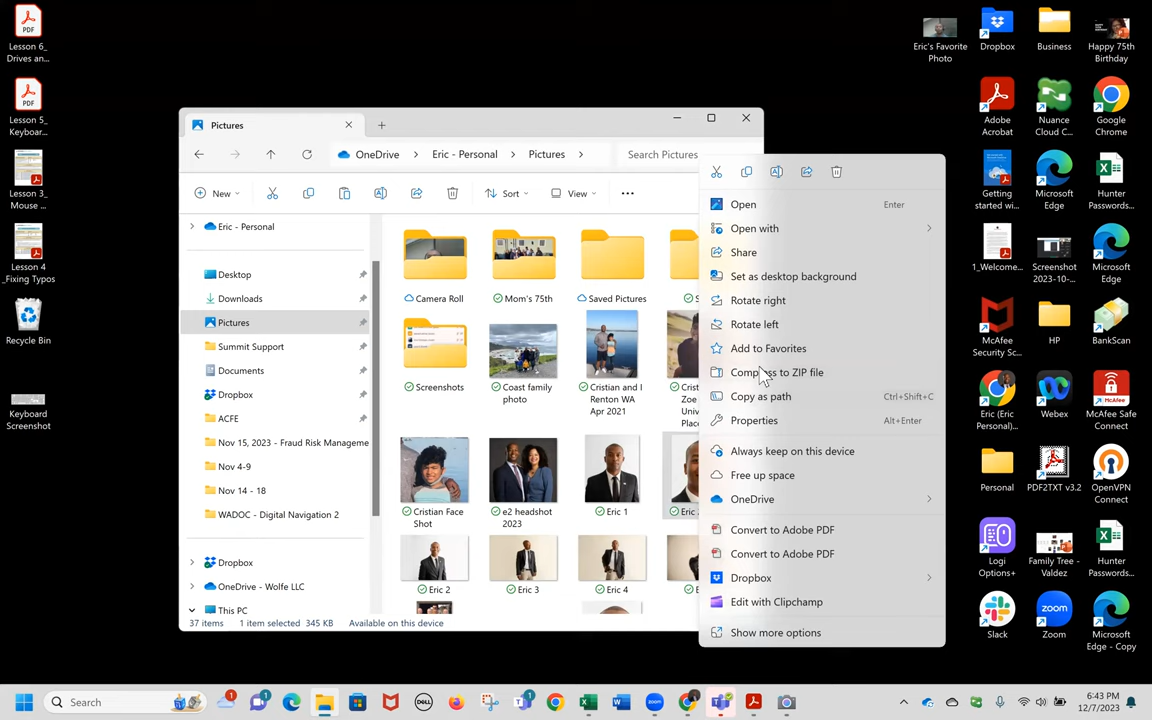 Lesson 6_
Drives an...
Lesson 5_
Keyboar...
Lesson 3_
Mouse ...
Lesson 4
_Fixing Typos
Recycle Bin
Keyboard
Screenshot
Pictures
OneDrive
Eric - Personal
Pictures
Search Pictures
New
Sort
View
Eric - Personal
Desktop
Downloads
Pictures
Summit Support
Documents
Dropbox
ACFE
Nov 15, 2023 - Fraud Risk Manageme
Nov 4-9
Nov 14 - 18
WADOC - Digital Navigation 2
Dropbox
OneDrive - Wolfe LLC
This PC
Camera Roll
Mom's 75th
Saved Pictures
S
Screenshots
Coast family
photo
Cristian and I
Renton WA
Apr 2021
Crist
Zoe
Unive
Plac
Cristian Face
Shot
e2 headshot
2023
Eric 1
Eric
Eric 2
Eric 3
Eric 4
37 items
1 item selected 345 KB
Available on this device
Open Enter
Open with
Share
Set as desktop background
Rotate right
Rotate left
Add to Favorites
Compress to ZIP file
Copy as path Ctrl+Shift+C
Properties Alt+Enter
Always keep on this device
Free up space
OneDrive
Convert to Adobe PDF
Convert to Adobe PDF
Dropbox
Edit with Clipchamp
Show more options
Eric's Favorite
Photo
Dropbox
Business
Happy 75th
Birthday
Adobe
Acrobat
Nuance
Cloud C...
Google
Chrome
Getting
started wi...
Microsoft
Edge
Hunter
Passwords...
1_Welcome...
Screenshot
2023-10-...
Microsoft
Edge
McAfee
Security Sc...
HP
BankScan
Eric (Eric
Personal)...
Webex
McAfee Safe
Connect
Personal
PDF2TXT v3.2
OpenVPN
Connect
Logi
Options+
Family Tree -
Valdez
Hunter
Passwords...
Slack
Zoom
Microsoft
Edge - Copy
Search
6:43 PM
12/7/2023